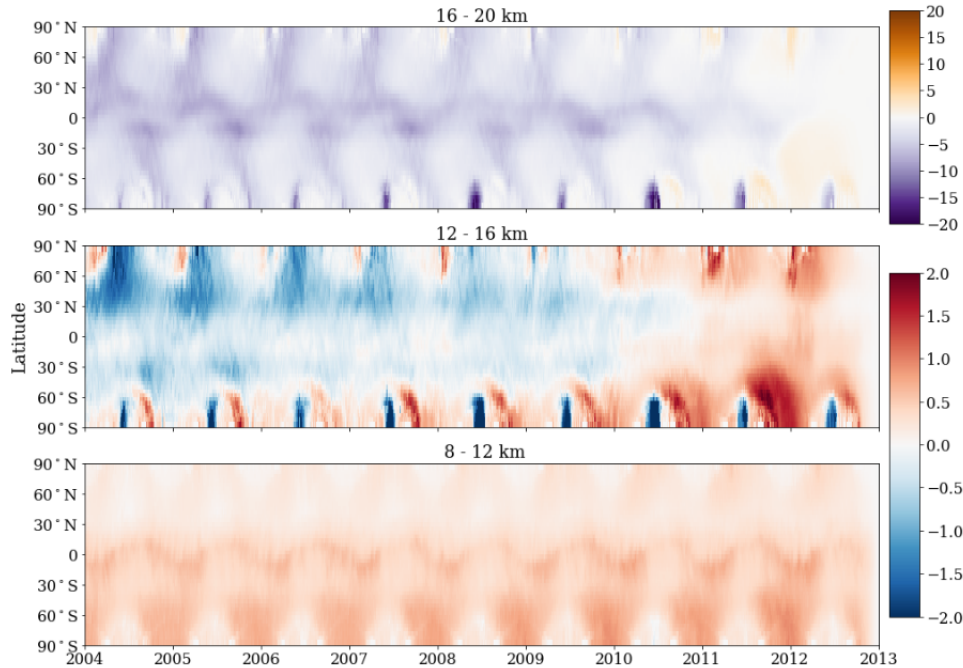 16 - 20 km
90°N
60°N
30°N
0
30°S
60°S
90°S
20
15
10
5
0
−5
−10
−15
−20
12 - 16 km
Latitude
90°N
60°N
30°N
0
30°S
60°S
90°S
2.0
1.5
1.0
0.5
0.0
−0.5
−1.0
−1.5
−2.0
8 - 12 km
90°N
60°N
30°N
0
30°S
60°S
90°S
2004 2005 2006 2007 2008 2009 2010 2011 2012 2013